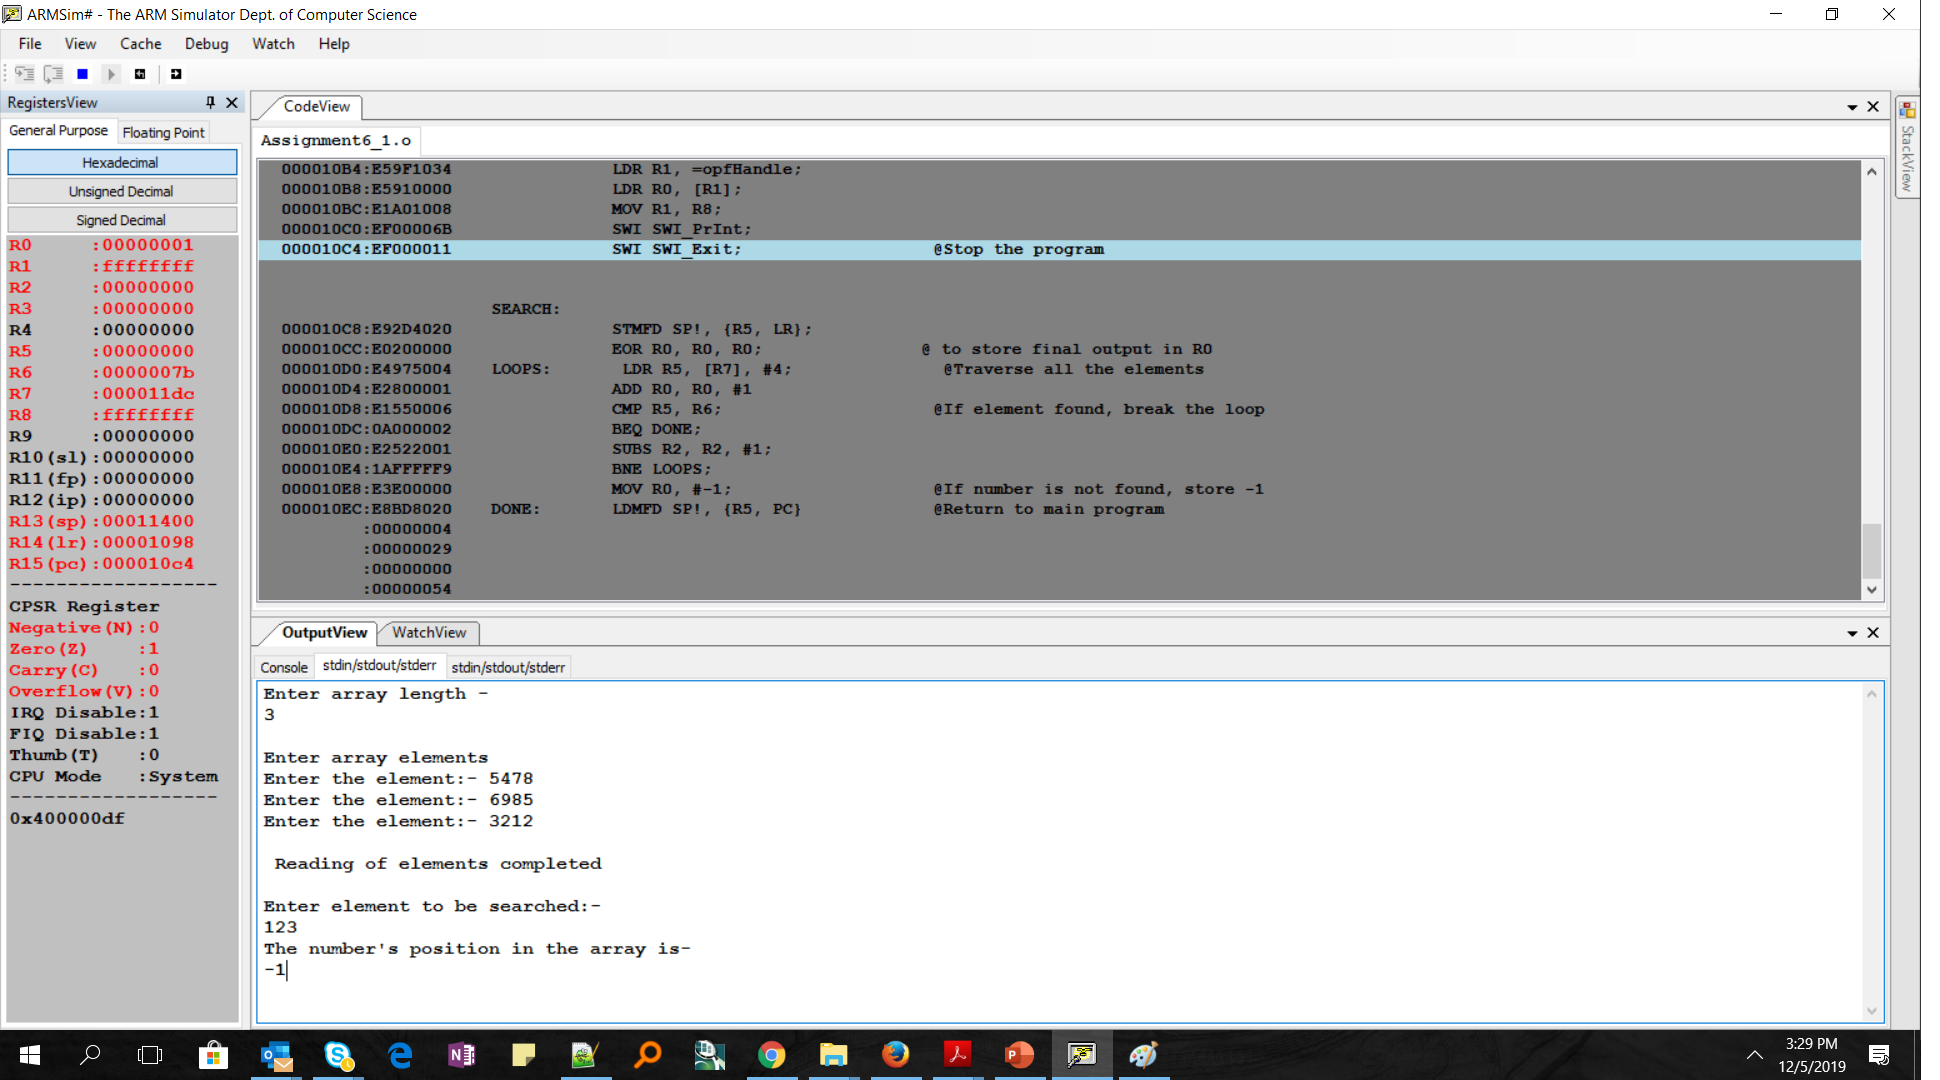 ARMSim# - The ARM Simulator Dept. of Computer Science
File View Cache Debug Watch Help
RegistersView
General Purpose Floating Point
Hexadecimal
Unsigned Decimal
Signed Decimal
R0 :00000001
R1 :ffffffff
R2 :00000000
R3 :00000000
R4 :00000000
R5 :00000000
R6 :0000007b
R7 :000011dc
R8 :ffffffff
R9 :00000000
R10(sl):00000000
R11(fp):00000000
R12(ip):00000000
R13(sp):00011400
R14(lr):00001098
R15(pc):000010c4
------------------
CPSR Register
Negative(N):0
Zero(Z) :1
Carry(C) :0
Overflow(V):0
IRQ Disable:1
FIQ Disable:1
Thumb(T) :0
CPU Mode :System
------------------
0x400000df
CodeView
Assignment6_1.o
000010B4:E59F1034 LDR R1, =opfHandle;
000010B8:E5910000 LDR R0, [R1];
000010BC:E1A01008 MOV R1, R8;
000010C0:EF00006B SWI SWI_PrInt;
000010C4:EF000011 SWI SWI_Exit; @Stop the program
SEARCH:
000010C8:E92D4020 STMFD SP!, {R5, LR};
000010CC:E0200000 EOR R0, R0, R0; @ to store final output in R0
000010D0:E4975004 LOOPS: LDR R5, [R7], #4; @Traverse all the elements
000010D4:E2800001 ADD R0, R0, #1
000010D8:E1550006 CMP R5, R6; @If element found, break the loop
000010DC:0A000002 BEQ DONE;
000010E0:E2522001 SUBS R2, R2, #1;
000010E4:1AFFFFF9 BNE LOOPS;
000010E8:E3E00000 MOV R0, #-1; @If number is not found, store -1
000010EC:E8BD8020 DONE: LDMFD SP!, {R5, PC} @Return to main program
:00000004
:00000029
:00000000
:00000054
StackView
OutputView WatchView
Console stdin/stdout/stderr stdin/stdout/stderr
Enter array length -
3
Enter array elements
Enter the element:- 5478
Enter the element:- 6985
Enter the element:- 3212
Reading of elements completed
Enter element to be searched:-
123
The number's position in the array is-
-1
3:29 PM
12/5/2019